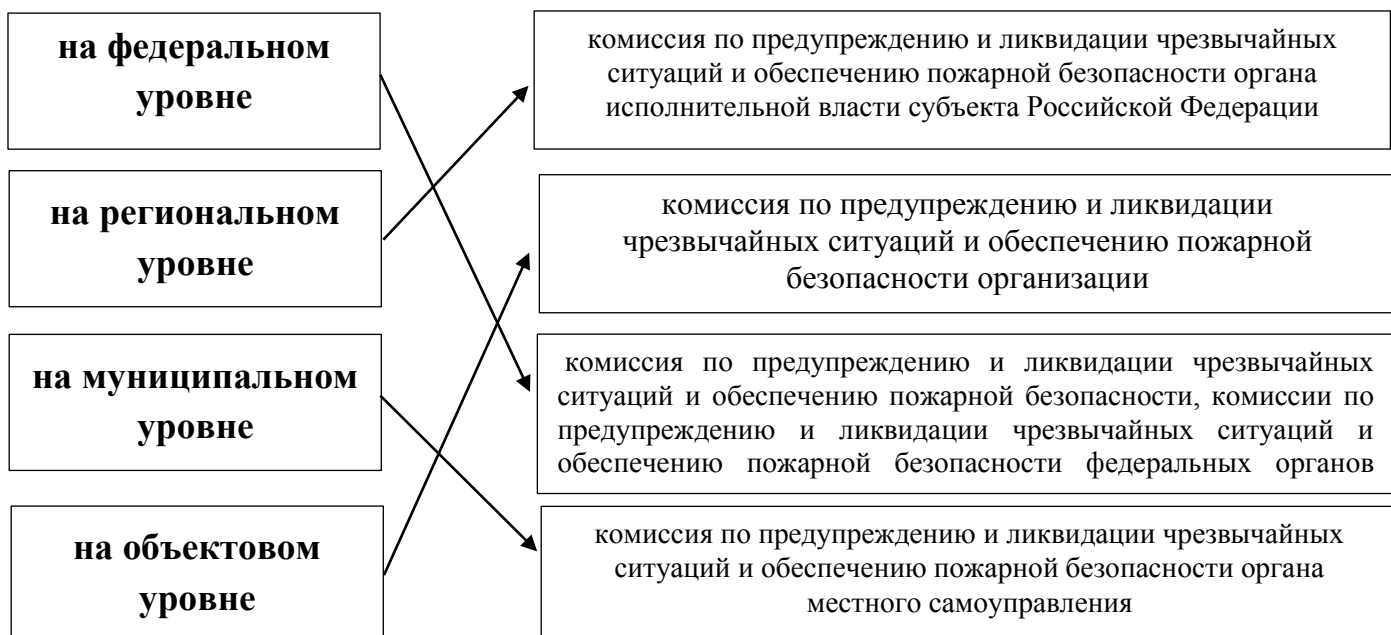 на федеральном
уровне
комиссия по предупреждению и ликвидации чрезвычайных
ситуаций и обеспечению пожарной безопасности органа
исполнительной власти субъекта Российской Федерации
на региональном
уровне
комиссия по предупреждению и ликвидации
чрезвычайных ситуаций и обеспечению пожарной
безопасности организации
на муниципальном
уровне
комиссия по предупреждению и ликвидации чрезвычайных
ситуаций и обеспечению пожарной безопасности, комиссии по
предупреждению и ликвидации чрезвычайных ситуаций и
обеспечению пожарной безопасности федеральных органов
на объектовом
уровне
комиссия по предупреждению и ликвидации чрезвычайных
ситуаций и обеспечению пожарной безопасности органа
местного самоуправления